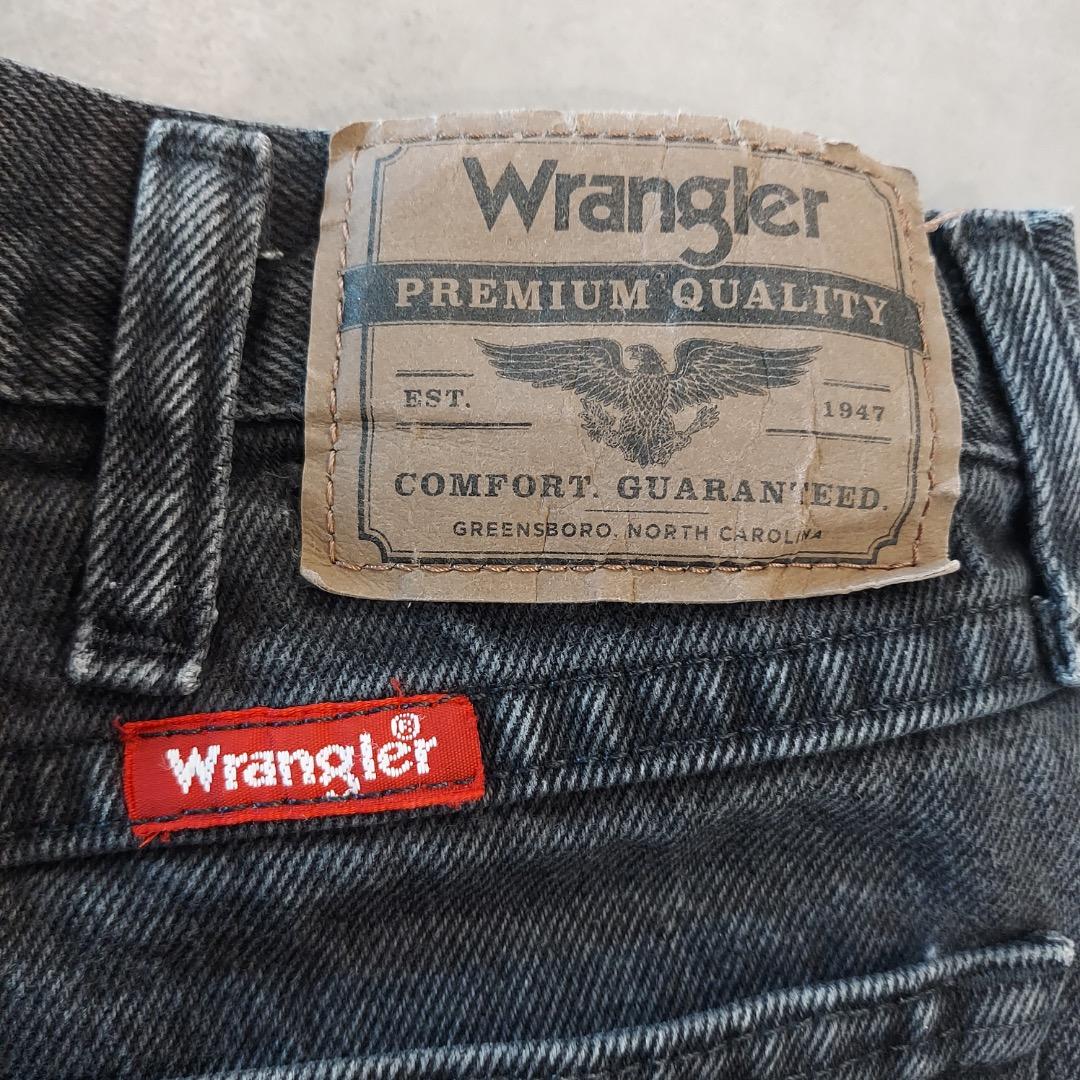 Wrangler
PREMIUM QUALITY
EST. 1947
COMFORT. GUARANTEED.
GREENSBORO, NORTH CAROLINA
Wrangler®